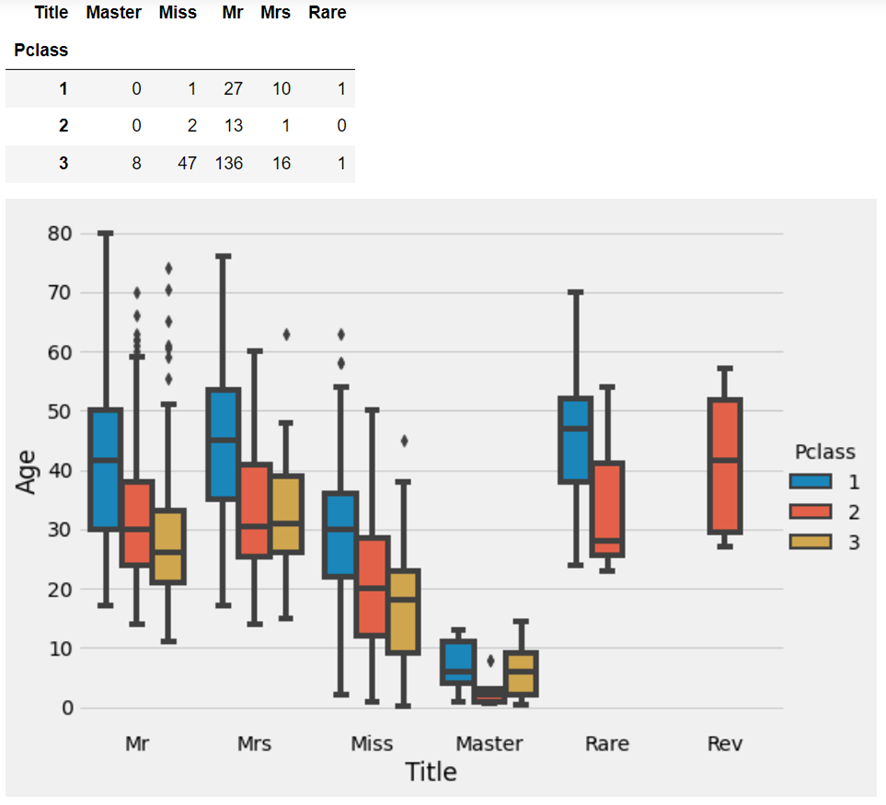 Title Master Miss Mr Mrs Rare
Pclass
1 0 1 27 10 1
2 0 2 13 1 0
3 8 47 136 16 1
80
70
60
50
40
30
20
10
0
Age
Mr Mrs Miss Master Rare Rev
Title
Pclass
1
2
3